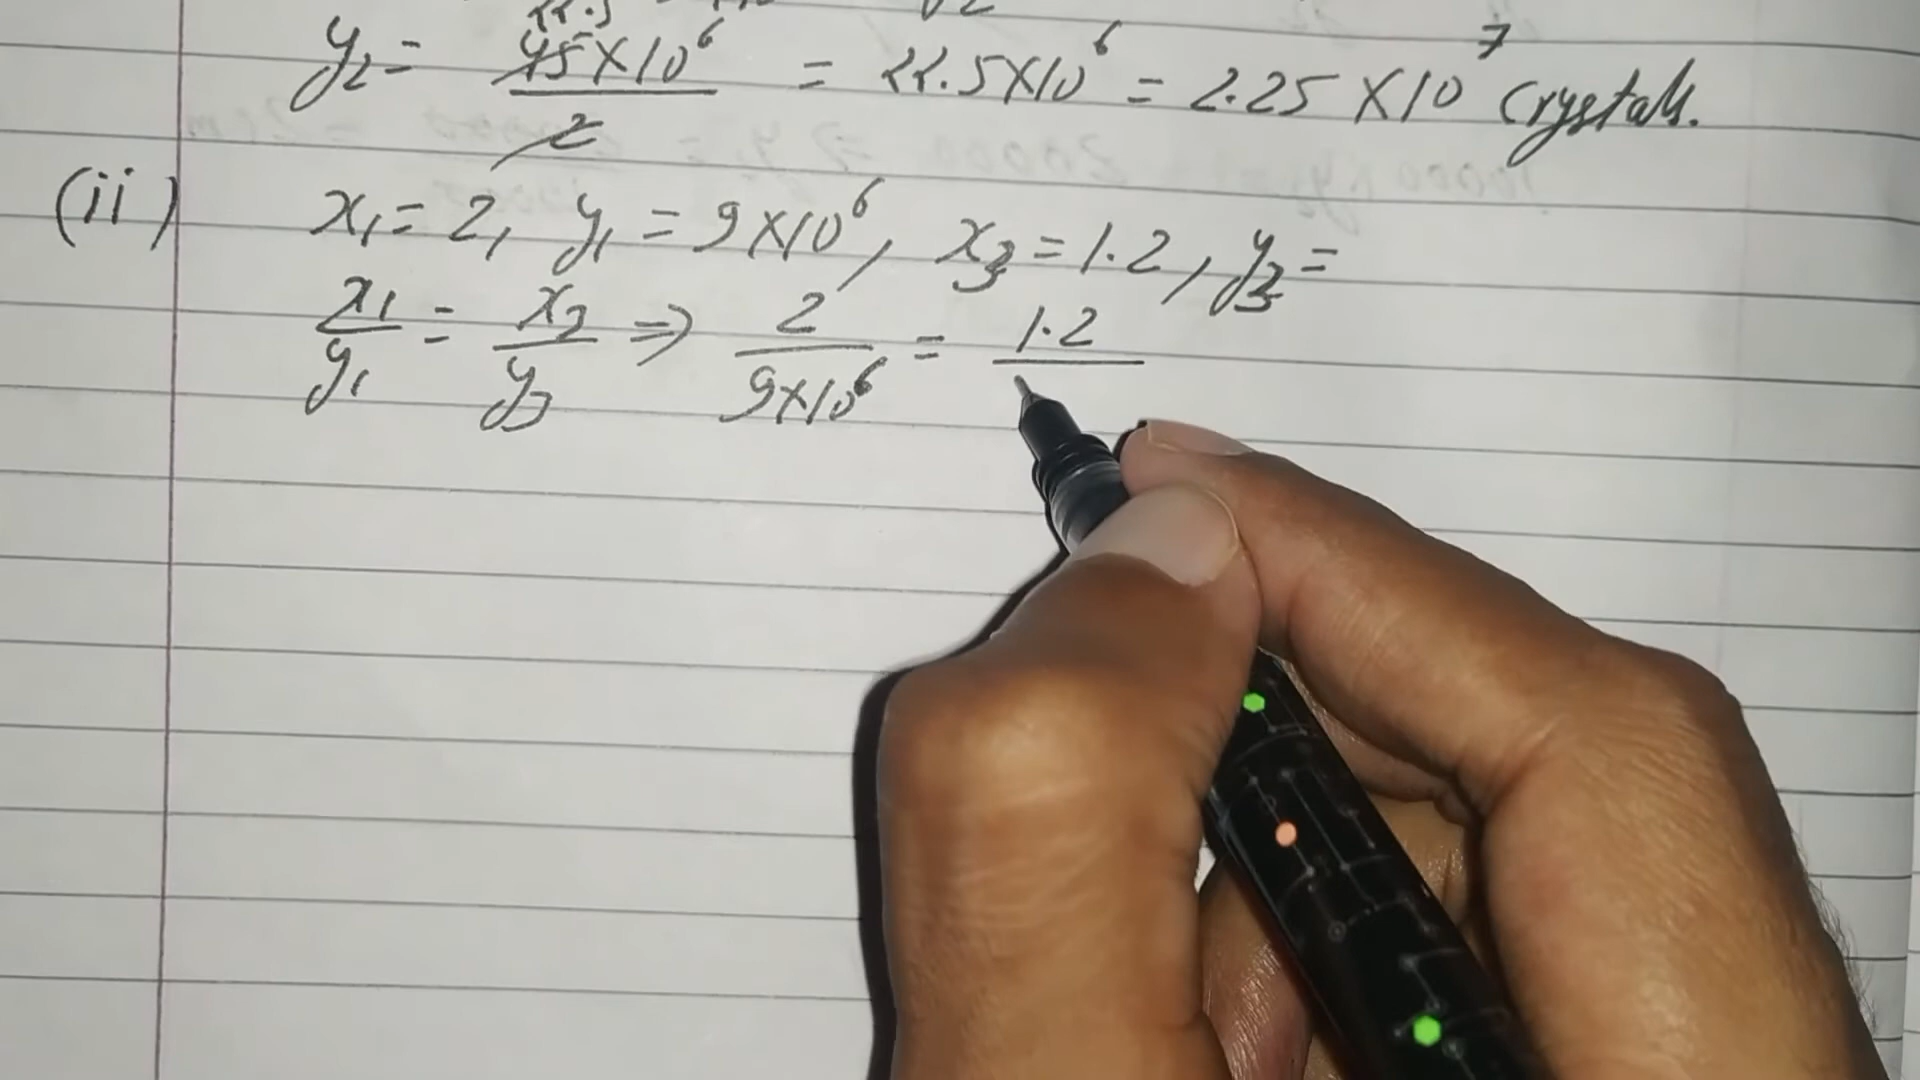 y₂ = 45×10⁶/2 = 22.5×10⁶ = 2.25 ×10⁷ Crystals.
(ii) x₁ = 2, y₁ = 9×10⁶, x₃ = 1.2, y₃ =
x₁/y₁ = x₃/y₃ ⇒ 2/9×10⁶ = 1.2/